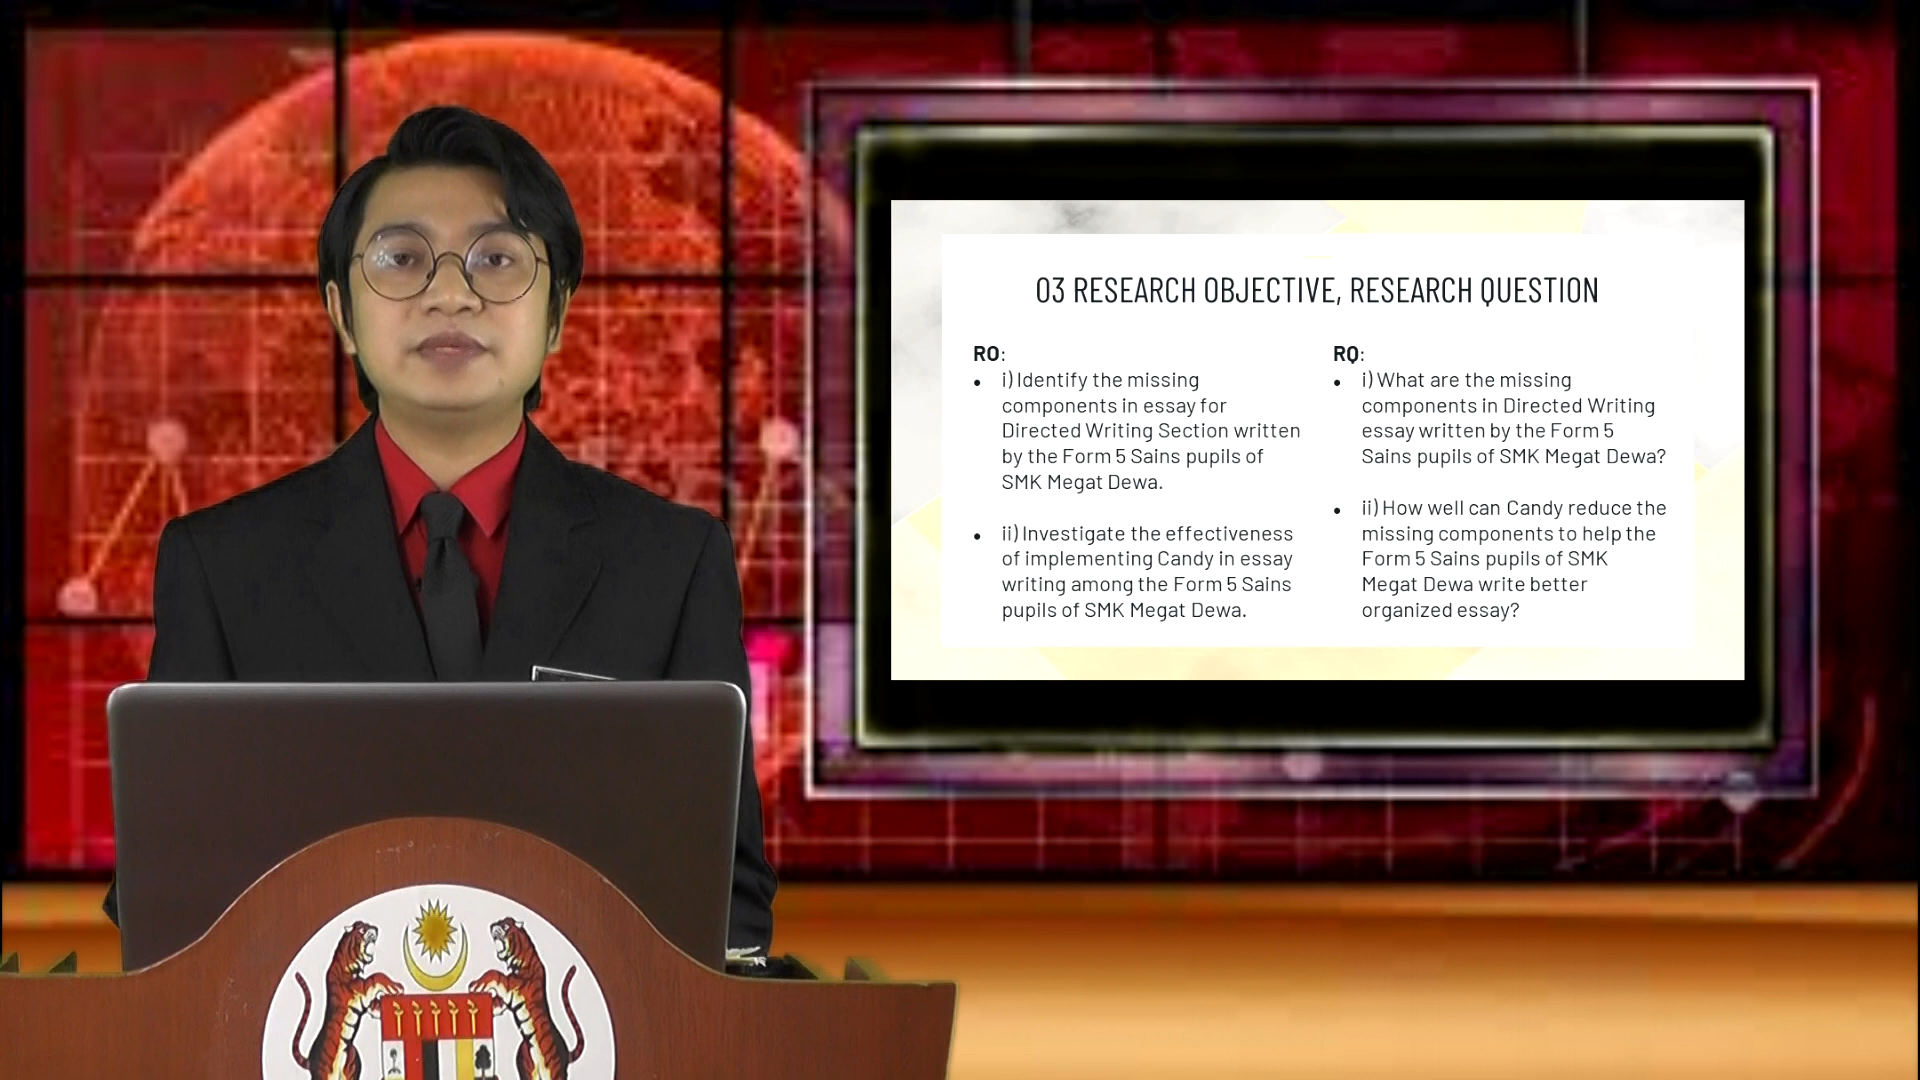 03 RESEARCH OBJECTIVE, RESEARCH QUESTION
RO:
• i) Identify the missing
components in essay for
Directed Writing Section written
by the Form 5 Sains pupils of
SMK Megat Dewa.
• ii) Investigate the effectiveness
of implementing Candy in essay
writing among the Form 5 Sains
pupils of SMK Megat Dewa.
RQ:
• i) What are the missing
components in Directed Writing
essay written by the Form 5
Sains pupils of SMK Megat Dewa?
• ii) How well can Candy reduce the
missing components to help the
Form 5 Sains pupils of SMK
Megat Dewa write better
organized essay?